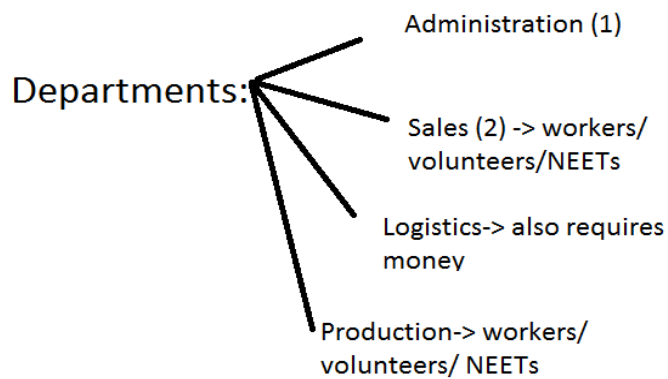 Administration (1)
Departments:
Sales (2) -> workers/
volunteers/NEETs
Logistics-> also requires
money
Production-> workers/
volunteers/ NEETs